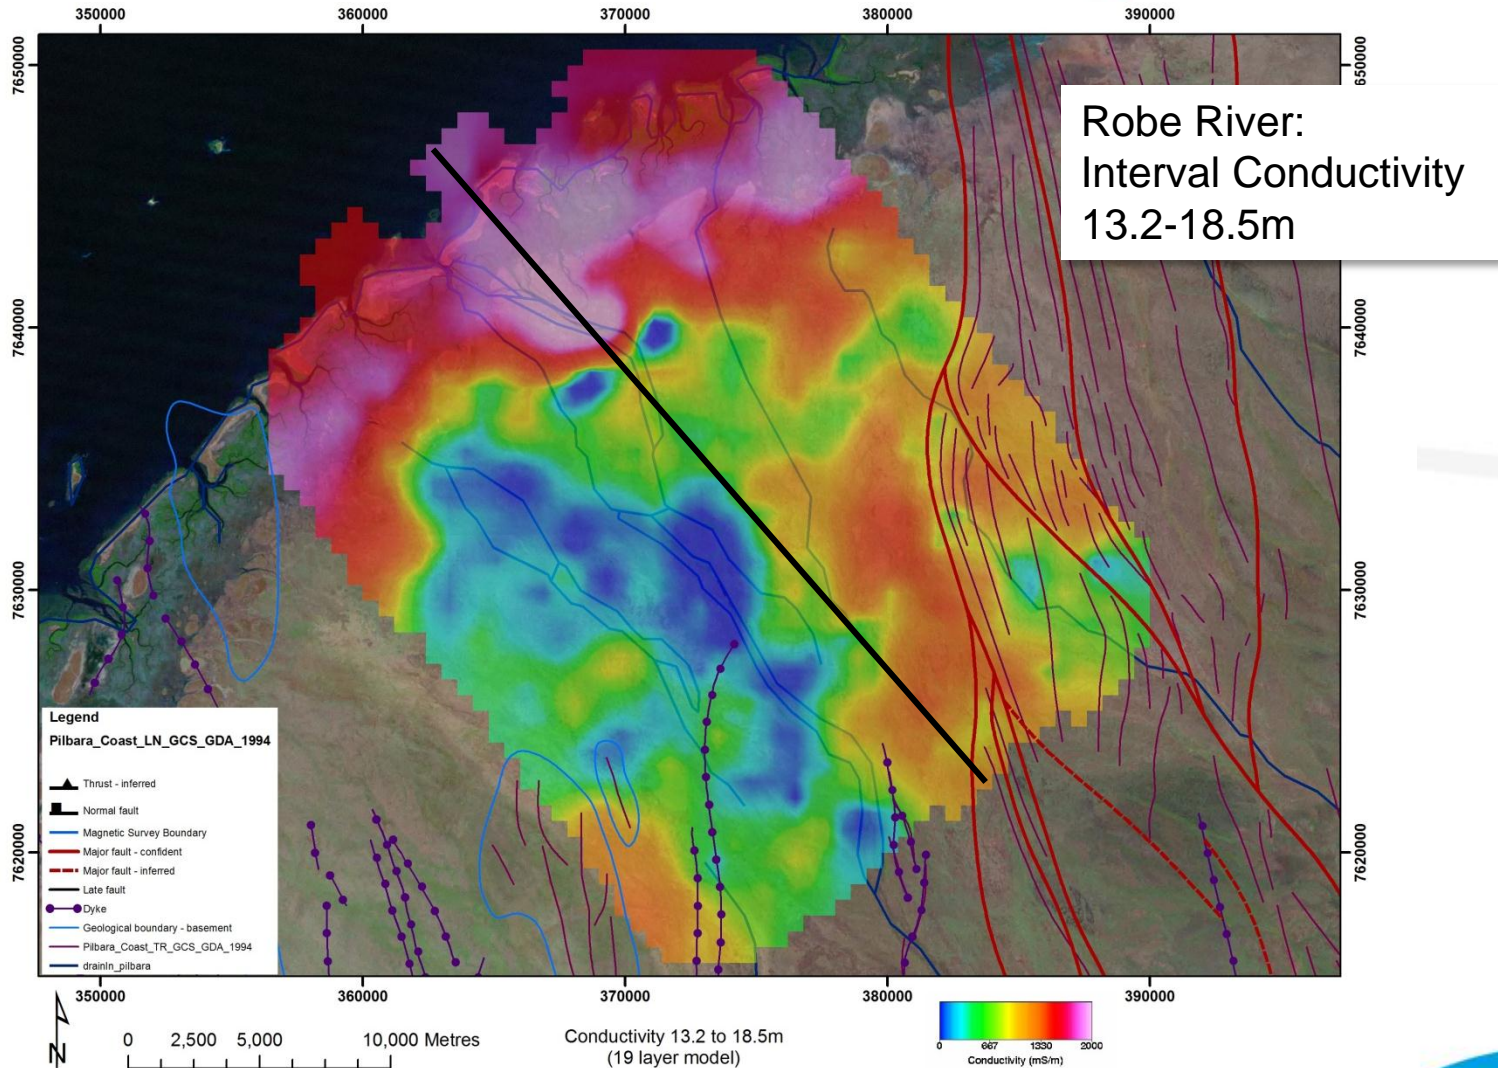 350000
360000
370000
380000
390000
7650000
7640000
7630000
7620000
650000
7640000
7630000
7620000
Robe River:
Interval Conductivity
13.2-18.5m
Legend
Pilbara_Coast_LN_GCS_GDA_1994
Thrust - inferred
Normal fault
Magnetic Survey Boundary
Major fault - confident
Major fault - inferred
Late fault
Dyke
Geological boundary - basement
Pilbara_Coast_TR_GCS_GDA_1994
drainln_pilbara
350000
360000
370000
380000
390000
N
0 2,500 5,000 10,000 Metres
Conductivity 13.2 to 18.5m
(19 layer model)
0 667 1330 2000
Conductivity (mS/m)